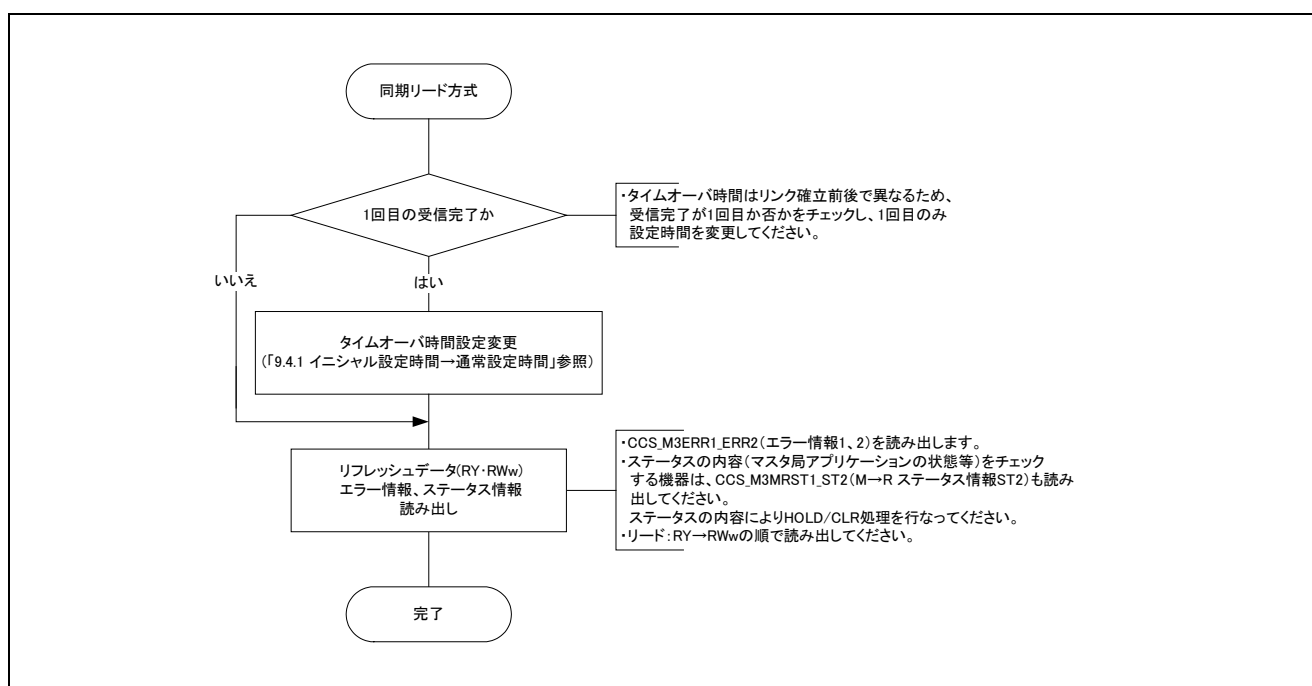 同期リード方式
1回目の受信完了か
・タイムオーバ時間はリンク確立前後で異なるため、
受信完了が1回目か否かをチェックし、1回目のみ
設定時間を変更してください。
いいえ
はい
タイムオーバ時間設定変更
(「9.4.1 イニシャル設定時間→通常設定時間」参照)
リフレッシュデータ(RY・RWw)
エラー情報、ステータス情報
読み出し
・CCS_M3ERR1_ERR2(エラー情報1、2)を読み出します。
・ステータスの内容(マスタ局アプリケーションの状態等)をチェック
する機器は、CCS_M3MRST1_ST2(M→R ステータス情報ST2)も読み
出してください。
ステータスの内容によりHOLD/CLR処理を行なってください。
・リード:RY→RWwの順で読み出してください。
完了